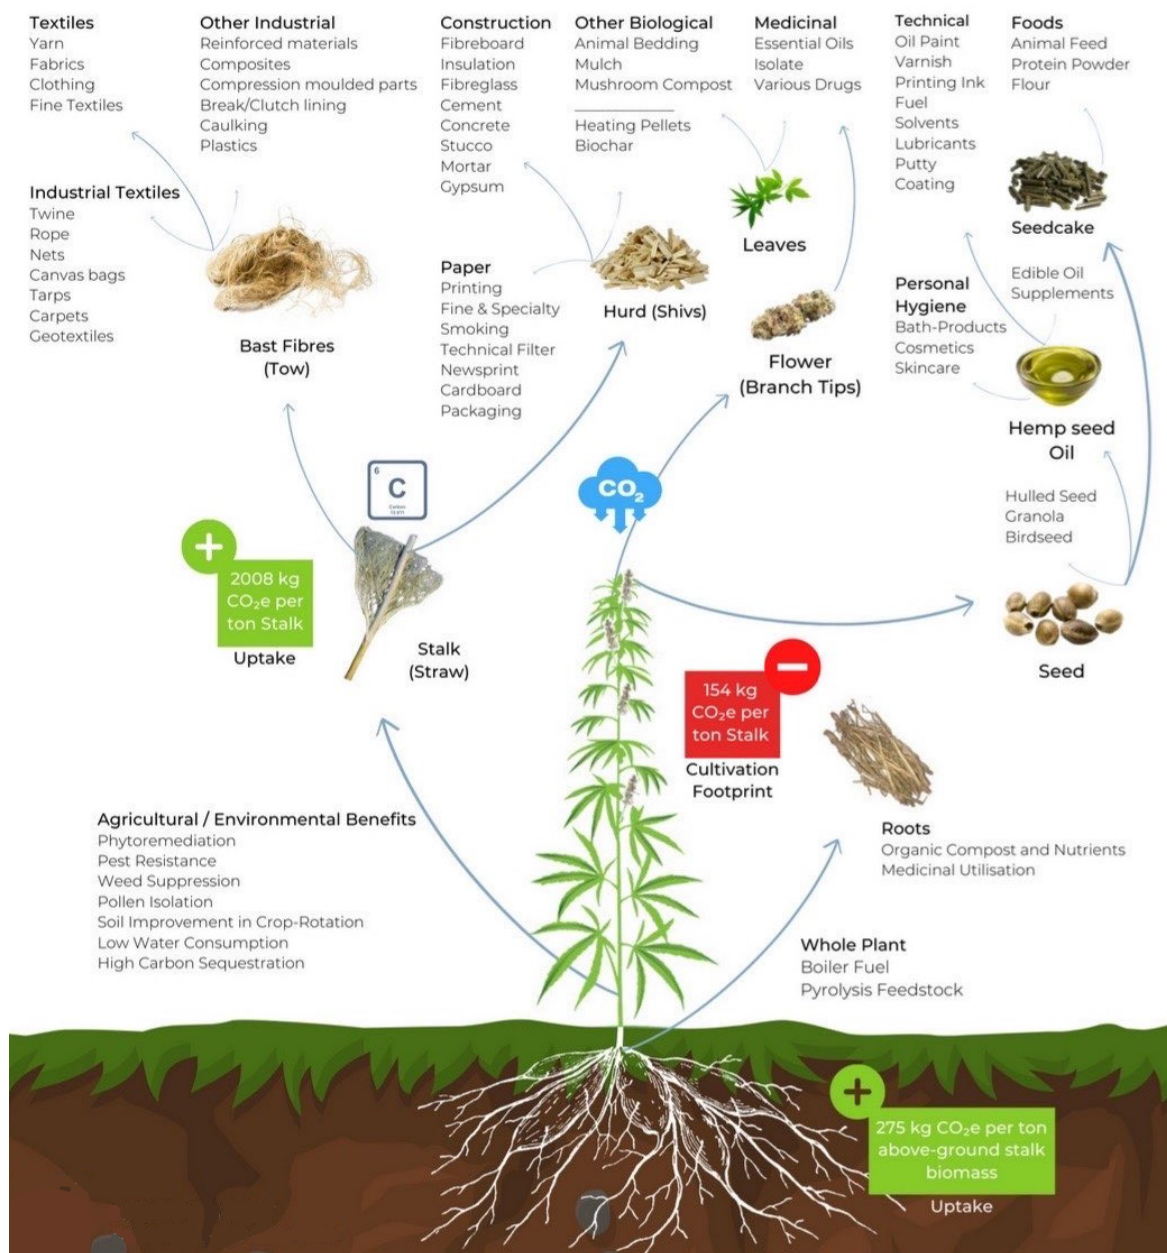 Textiles
Yarn
Fabrics
Clothing
Fine Textiles
Other Industrial
Reinforced materials
Composites
Compression moulded parts
Break/Clutch lining
Caulking
Plastics
Construction
Fibreboard
Insulation
Fibreglass
Cement
Concrete
Stucco
Mortar
Gypsum
Other Biological
Animal Bedding
Mulch
Mushroom Compost
Heating Pellets
Biochar
Medicinal
Essential Oils
Isolate
Various Drugs
Technical
Oil Paint
Varnish
Printing Ink
Fuel
Solvents
Lubricants
Putty
Coating
Foods
Animal Feed
Protein Powder
Flour
Industrial Textiles
Twine
Rope
Nets
Canvas bags
Tarps
Carpets
Geotextiles
Bast Fibres
(Tow)
Paper
Printing
Fine & Specialty
Smoking
Technical Filter
Newsprint
Cardboard
Packaging
Hurd (Shivs)
Leaves
Flower
(Branch Tips)
Seedcake
Edible Oil
Supplements
Personal
Hygiene
Bath-Products
Cosmetics
Skincare
Hemp seed
Oil
Hulled Seed
Granola
Birdseed
Seed
6
C
Carbon
CO₂
2008 kg
CO₂e per
ton Stalk
Uptake
Stalk
(Straw)
154 kg
CO₂e per
ton Stalk
Cultivation
Footprint
Agricultural / Environmental Benefits
Phytoremediation
Pest Resistance
Weed Suppression
Pollen Isolation
Soil Improvement in Crop-Rotation
Low Water Consumption
High Carbon Sequestration
Roots
Organic Compost and Nutrients
Medicinal Utilisation
Whole Plant
Boiler Fuel
Pyrolysis Feedstock
275 kg CO₂e per ton
above-ground stalk
biomass
Uptake